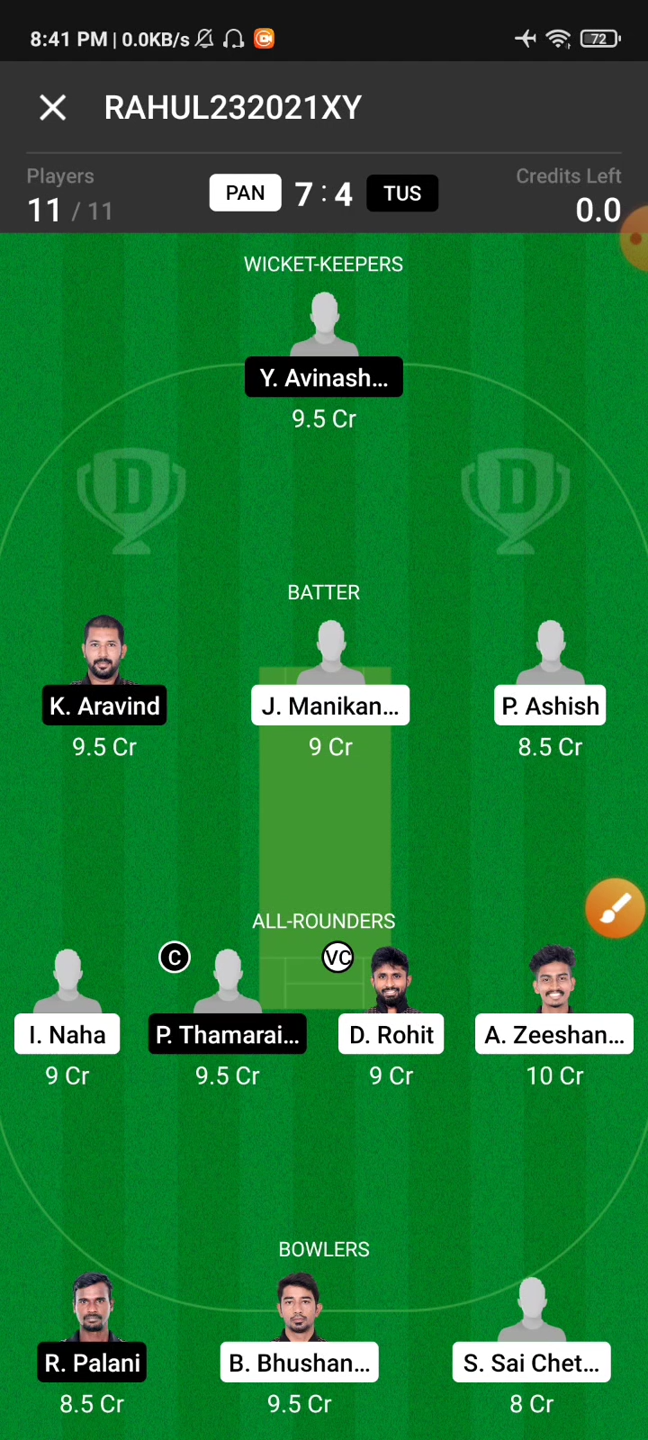 8:41 PM | 0.0KB/s 72
RAHUL232021XY
Players
Credits Left
11 / 11
PAN 7 : 4 TUS
0.0
WICKET-KEEPERS
Y. Avinash...
9.5 Cr
D D
BATTER
K. Aravind J. Manikan... P. Ashish
9.5 Cr 9 Cr 8.5 Cr
ALL-ROUNDERS
C VC
I. Naha P. Thamarai... D. Rohit A. Zeeshan...
9 Cr 9.5 Cr 9 Cr 10 Cr
BOWLERS
R. Palani B. Bhushan... S. Sai Chet...
8.5 Cr 9.5 Cr 8 Cr